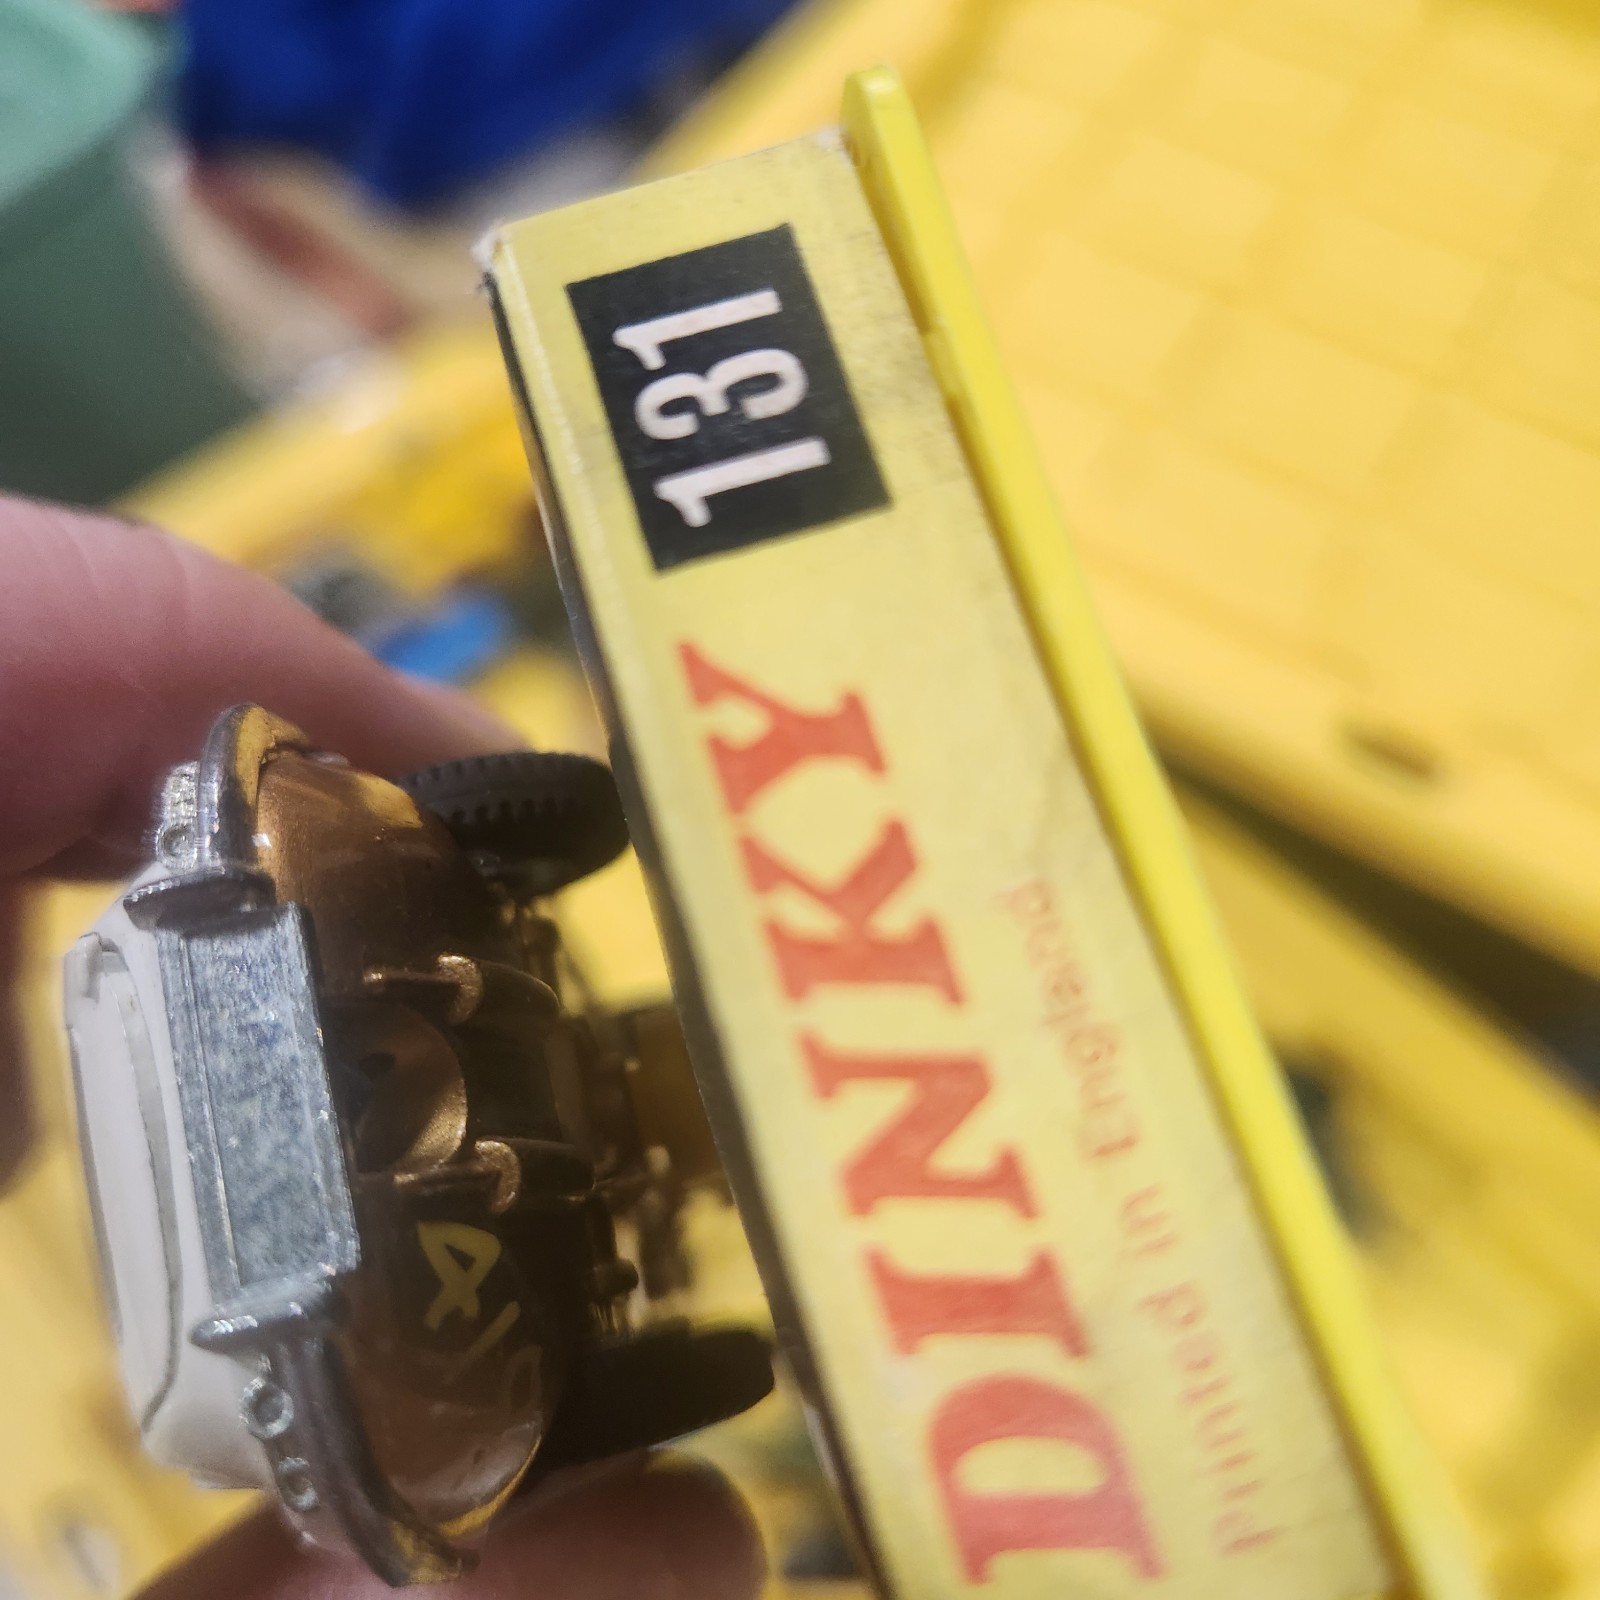 DINKY 131
Printed in England